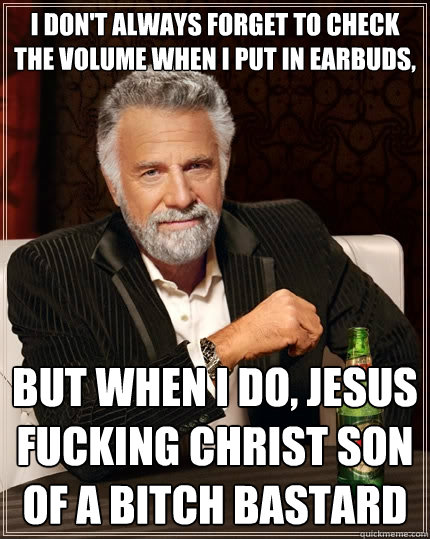 I DON'T ALWAYS FORGET TO CHECK
THE VOLUME WHEN I PUT IN EARBUDS,
BUT WHEN I DO, JESUS
FUCKING CHRIST SON
OF A BITCH BASTARD
quickmeme.com